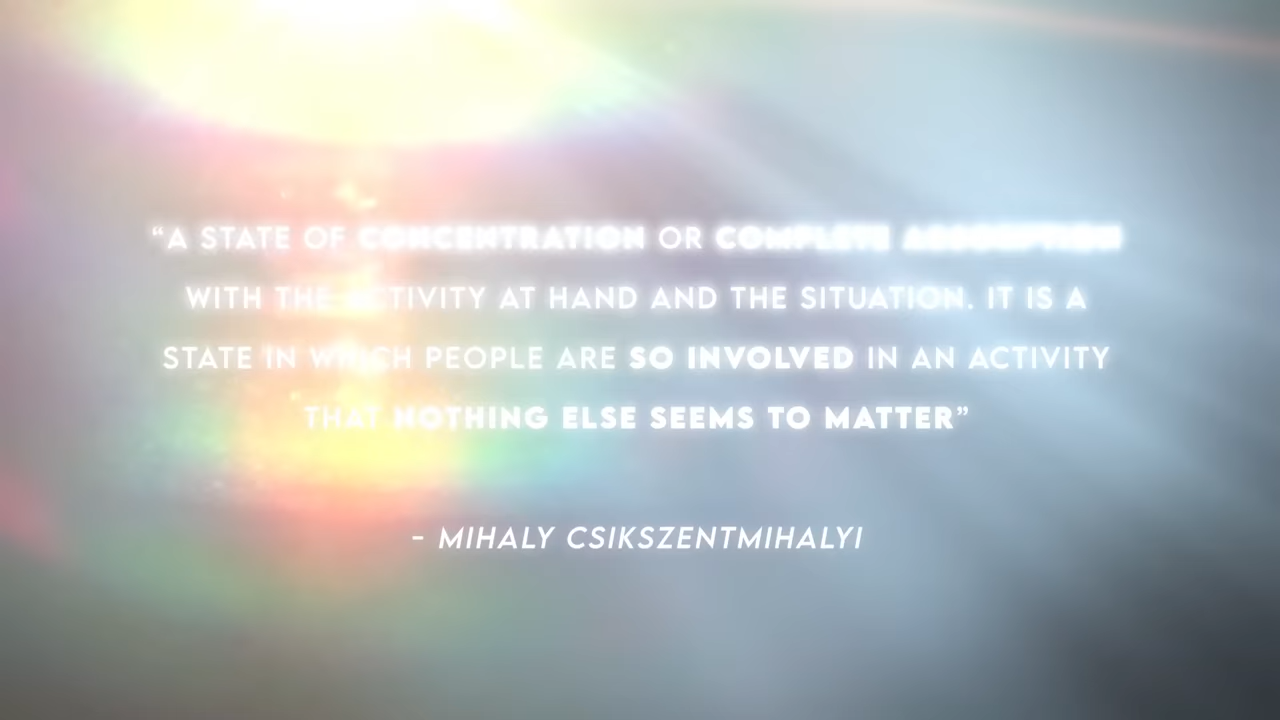 “A STATE OF CONCENTRATION OR COMPLETE ABSORPTION
WITH THE ACTIVITY AT HAND AND THE SITUATION. IT IS A
STATE IN WHICH PEOPLE ARE SO INVOLVED IN AN ACTIVITY
THAT NOTHING ELSE SEEMS TO MATTER”
- MIHALY CSIKSZENTMIHALYI